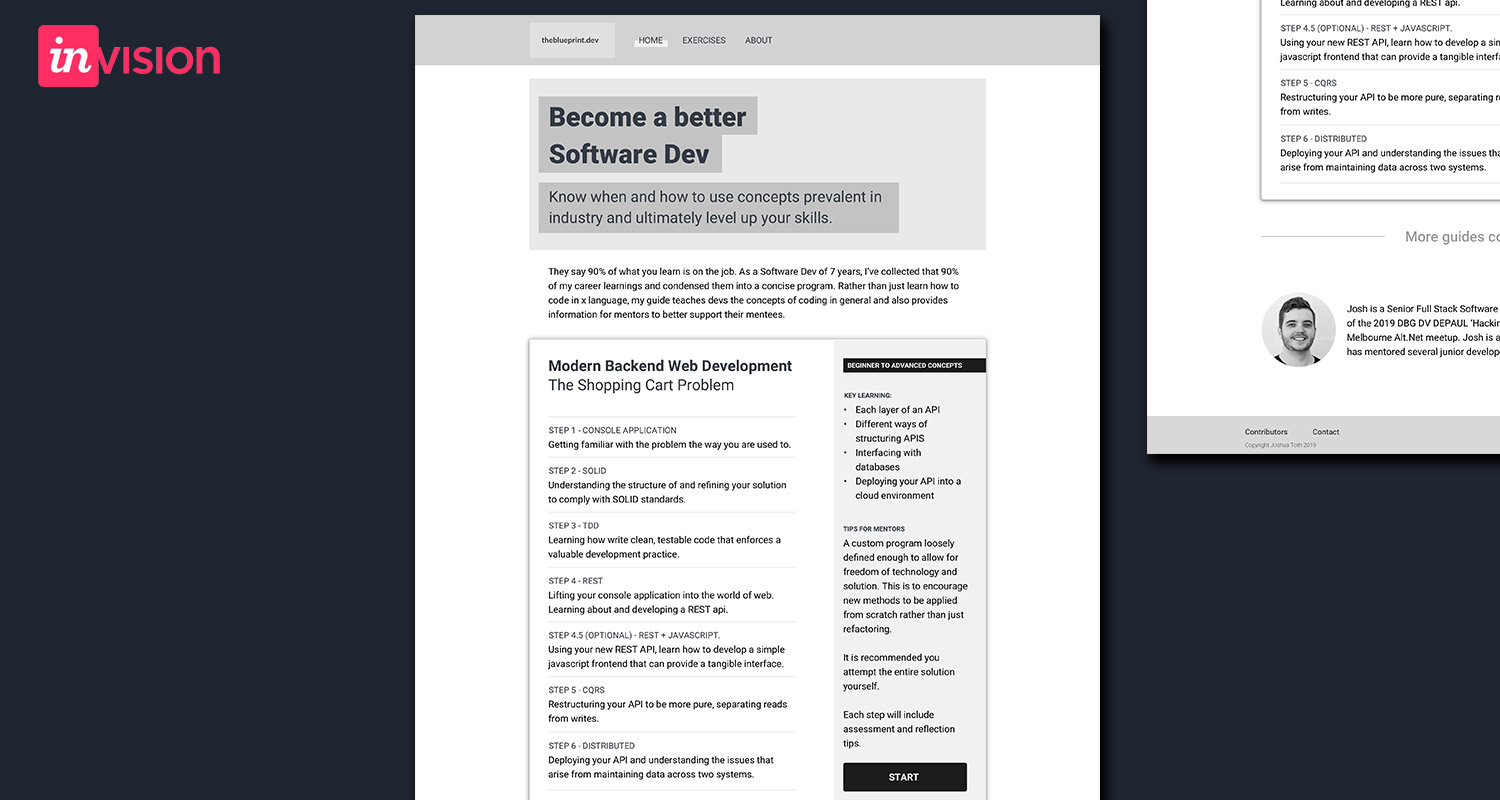 inVISION
theblueprint.dev
HOME
EXERCISES
ABOUT
Become a better
Software Dev
Know when and how to use concepts prevalent in
industry and ultimately level up your skills.
They say 90% of what you learn is on the job. As a Software Dev of 7 years, I've collected that 90%
of my career learnings and condensed them into a concise program. Rather than just learn how to
code in x language, my guide teaches devs the concepts of coding in general and also provides
information for mentors to better support their mentees.
Modern Backend Web Development
The Shopping Cart Problem
STEP 1 - CONSOLE APPLICATION
Getting familiar with the problem the way you are used to.
STEP 2 - SOLID
Understanding the structure of and refining your solution
to comply with SOLID standards.
STEP 3 - TDD
Learning how write clean, testable code that enforces a
valuable development practice.
STEP 4 - REST
Lifting your console application into the world of web.
Learning about and developing a REST api.
STEP 4.5 (OPTIONAL) - REST + JAVASCRIPT.
Using your new REST API, learn how to develop a simple
javascript frontend that can provide a tangible interface.
STEP 5 - CQRS
Restructuring your API to be more pure, separating reads
from writes.
STEP 6 - DISTRIBUTED
Deploying your API and understanding the issues that
arise from maintaining data across two systems.
BEGINNER TO ADVANCED CONCEPTS
KEY LEARNING:
• Each layer of an API
• Different ways of
structuring APIS
• Interfacing with
databases
• Deploying your API into a
cloud environment
TIPS FOR MENTORS
A custom program loosely
defined enough to allow for
freedom of technology and
solution. This is to encourage
new methods to be applied
from scratch rather than just
refactoring.
It is recommended you
attempt the entire solution
yourself.
Each step will include
assessment and reflection
tips.
START
Learning about and developing a REST api.
STEP 4.5 (OPTIONAL) - REST + JAVASCRIPT.
Using your new REST API, learn how to develop a
javascript frontend that can provide a tangible
STEP 5 - CQRS
Restructuring your API to be more pure, separating
from writes.
STEP 6 - DISTRIBUTED
Deploying your API and understanding the issues
arise from maintaining data across two systems.
More guides
Josh is a Senior Full Stack Software
of the 2019 DBG DV DEPAUL
Melbourne Alt.Net meetup. Josh is a
has mentored several junior
Contributors
Contact
Copyright Joshua Toth 2019